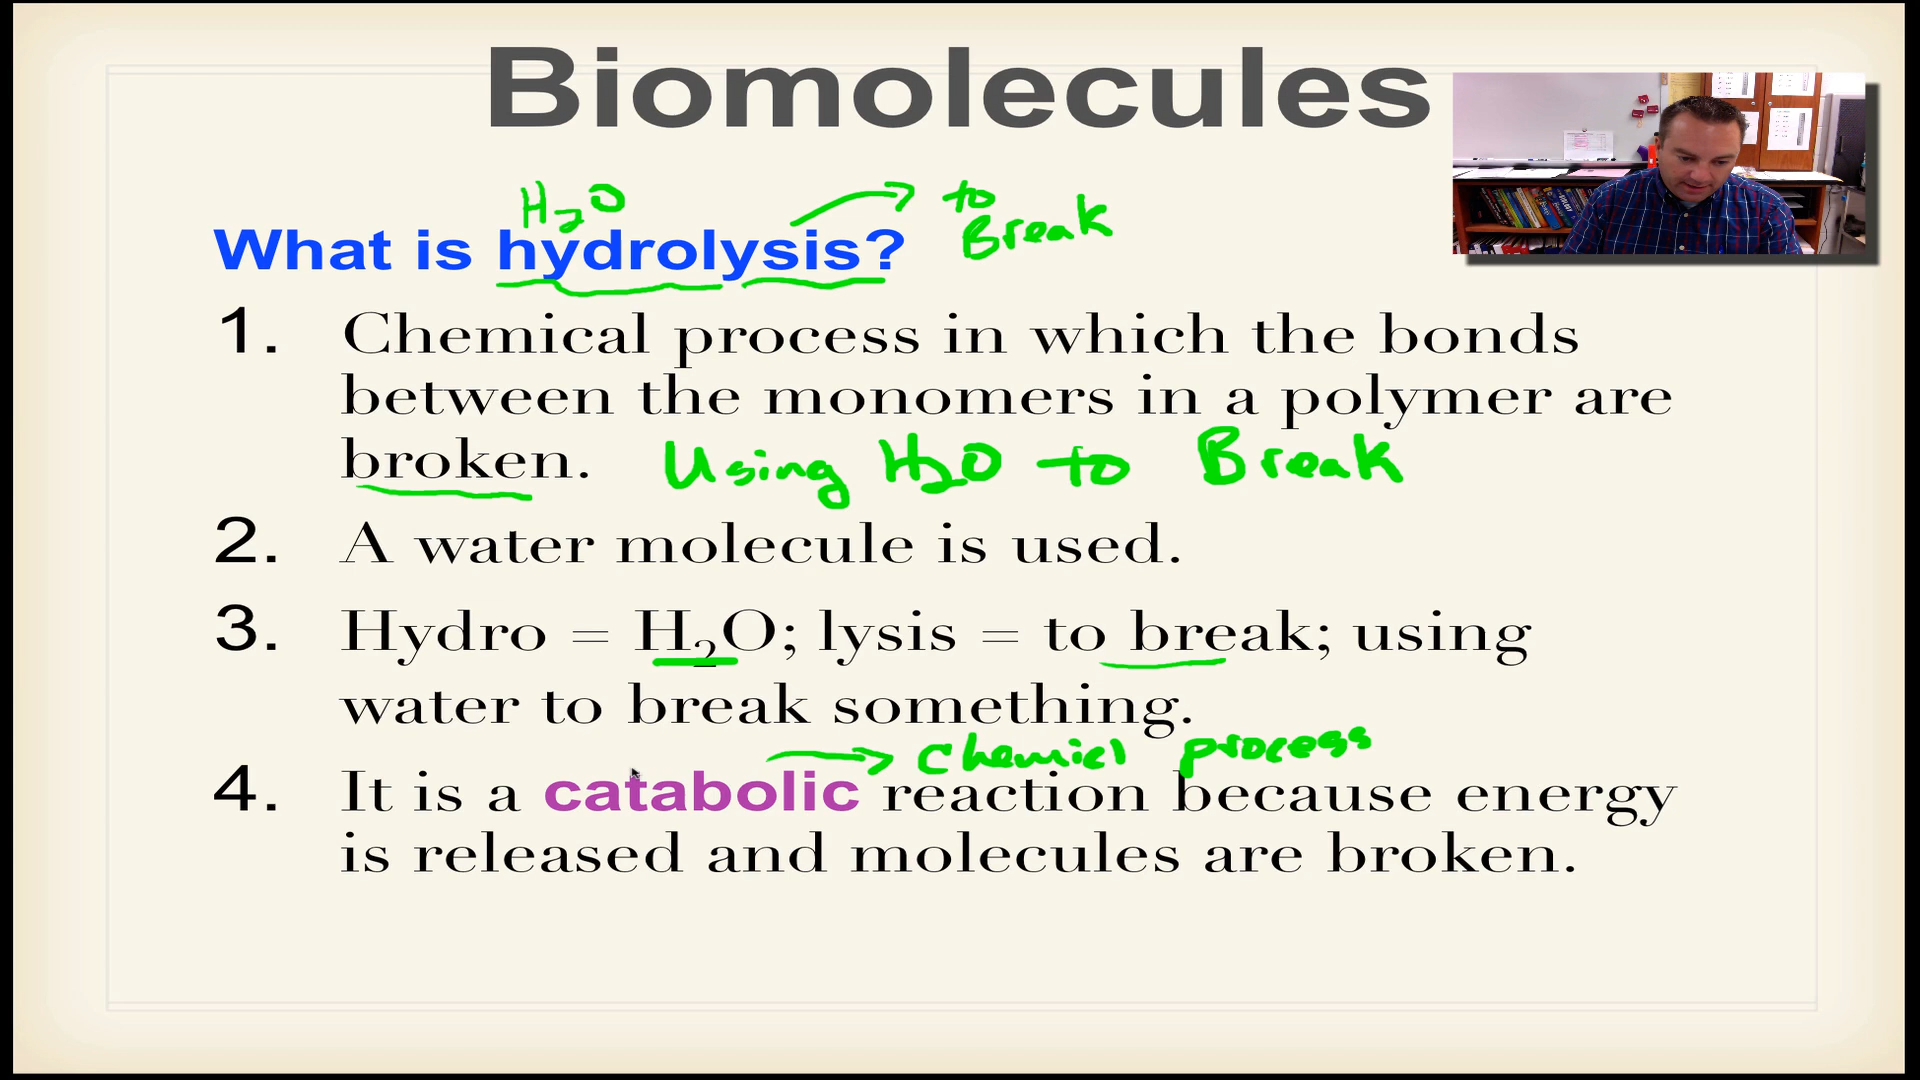 Biomolecules
H₂O
to
Break
What is hydrolysis?
1. Chemical process in which the bonds
between the monomers in a polymer are
broken. Using H₂O to Break
2. A water molecule is used.
3. Hydro = H₂O; lysis = to break; using
water to break something.
chemicl process
4. It is a catabolic reaction because energy
is released and molecules are broken.